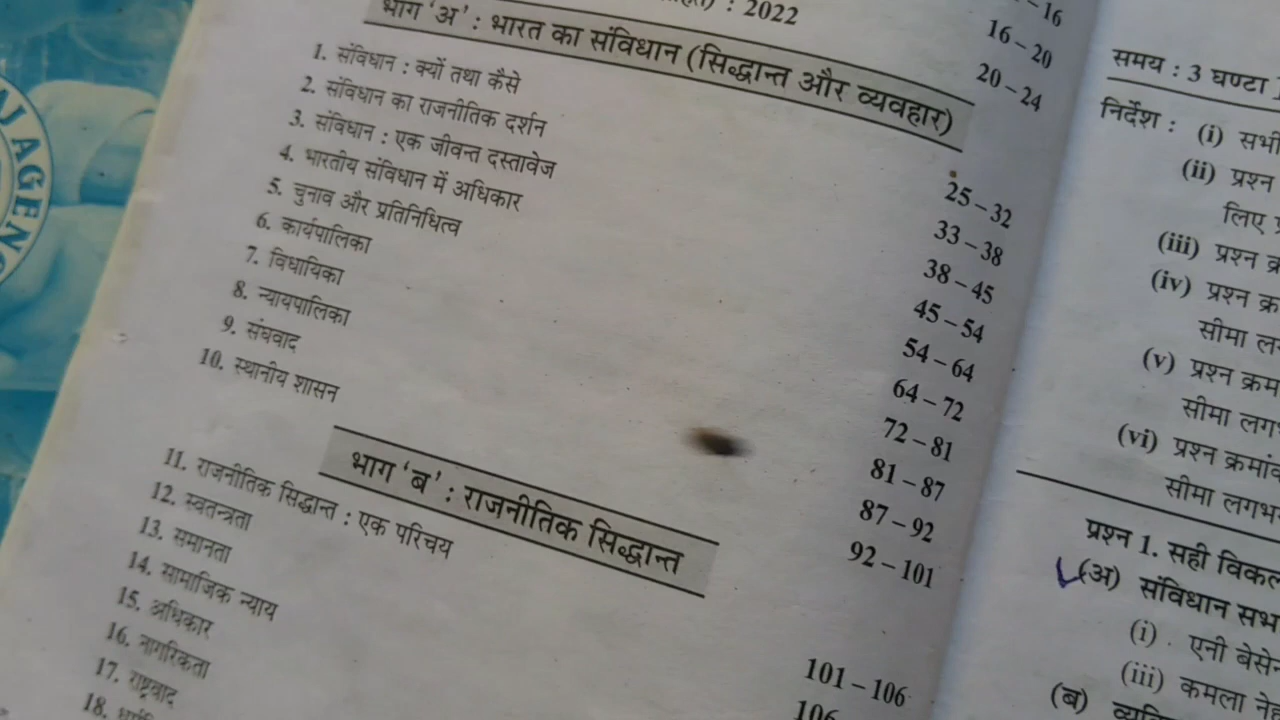 : 2022
16
16 – 20
20 – 24
भाग 'अ' : भारत का संविधान (सिद्धान्त और व्यवहार)
1. संविधान : क्यों तथा कैसे
25 – 32
2. संविधान का राजनीतिक दर्शन
33 – 38
3. संविधान : एक जीवन्त दस्तावेज
38 – 45
4. भारतीय संविधान में अधिकार
45 – 54
5. चुनाव और प्रतिनिधित्व
54 – 64
6. कार्यपालिका
64 – 72
7. विधायिका
72 – 81
8. न्यायपालिका
81 – 87
9. संघवाद
87 – 92
10. स्थानीय शासन
92 – 101
भाग 'ब' : राजनीतिक सिद्धान्त
11. राजनीतिक सिद्धान्त : एक परिचय
101 – 106
12. स्वतन्त्रता
106
13. समानता
14. सामाजिक न्याय
15. अधिकार
16. नागरिकता
17. राष्ट्रवाद
18.
समय : 3 घण्टा
निर्देश : (i) सभी
(ii) प्रश्न
लिए
(iii) प्रश्न
(iv) प्रश्न
सीमा
(v) प्रश्न
सीमा
(vi) प्रश्न
सीमा
प्रश्न 1. सही
(अ) संविधान
(i) एनी
(iii) कमला
(ब)
AGEN